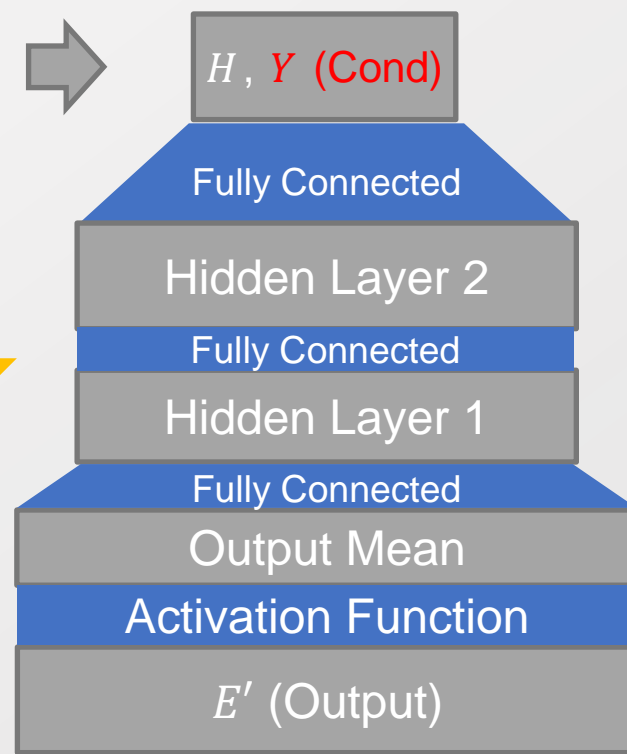 H , Y (Cond)
Fully Connected
Hidden Layer 2
Fully Connected
Hidden Layer 1
Fully Connected
Output Mean
Activation Function
E′ (Output)